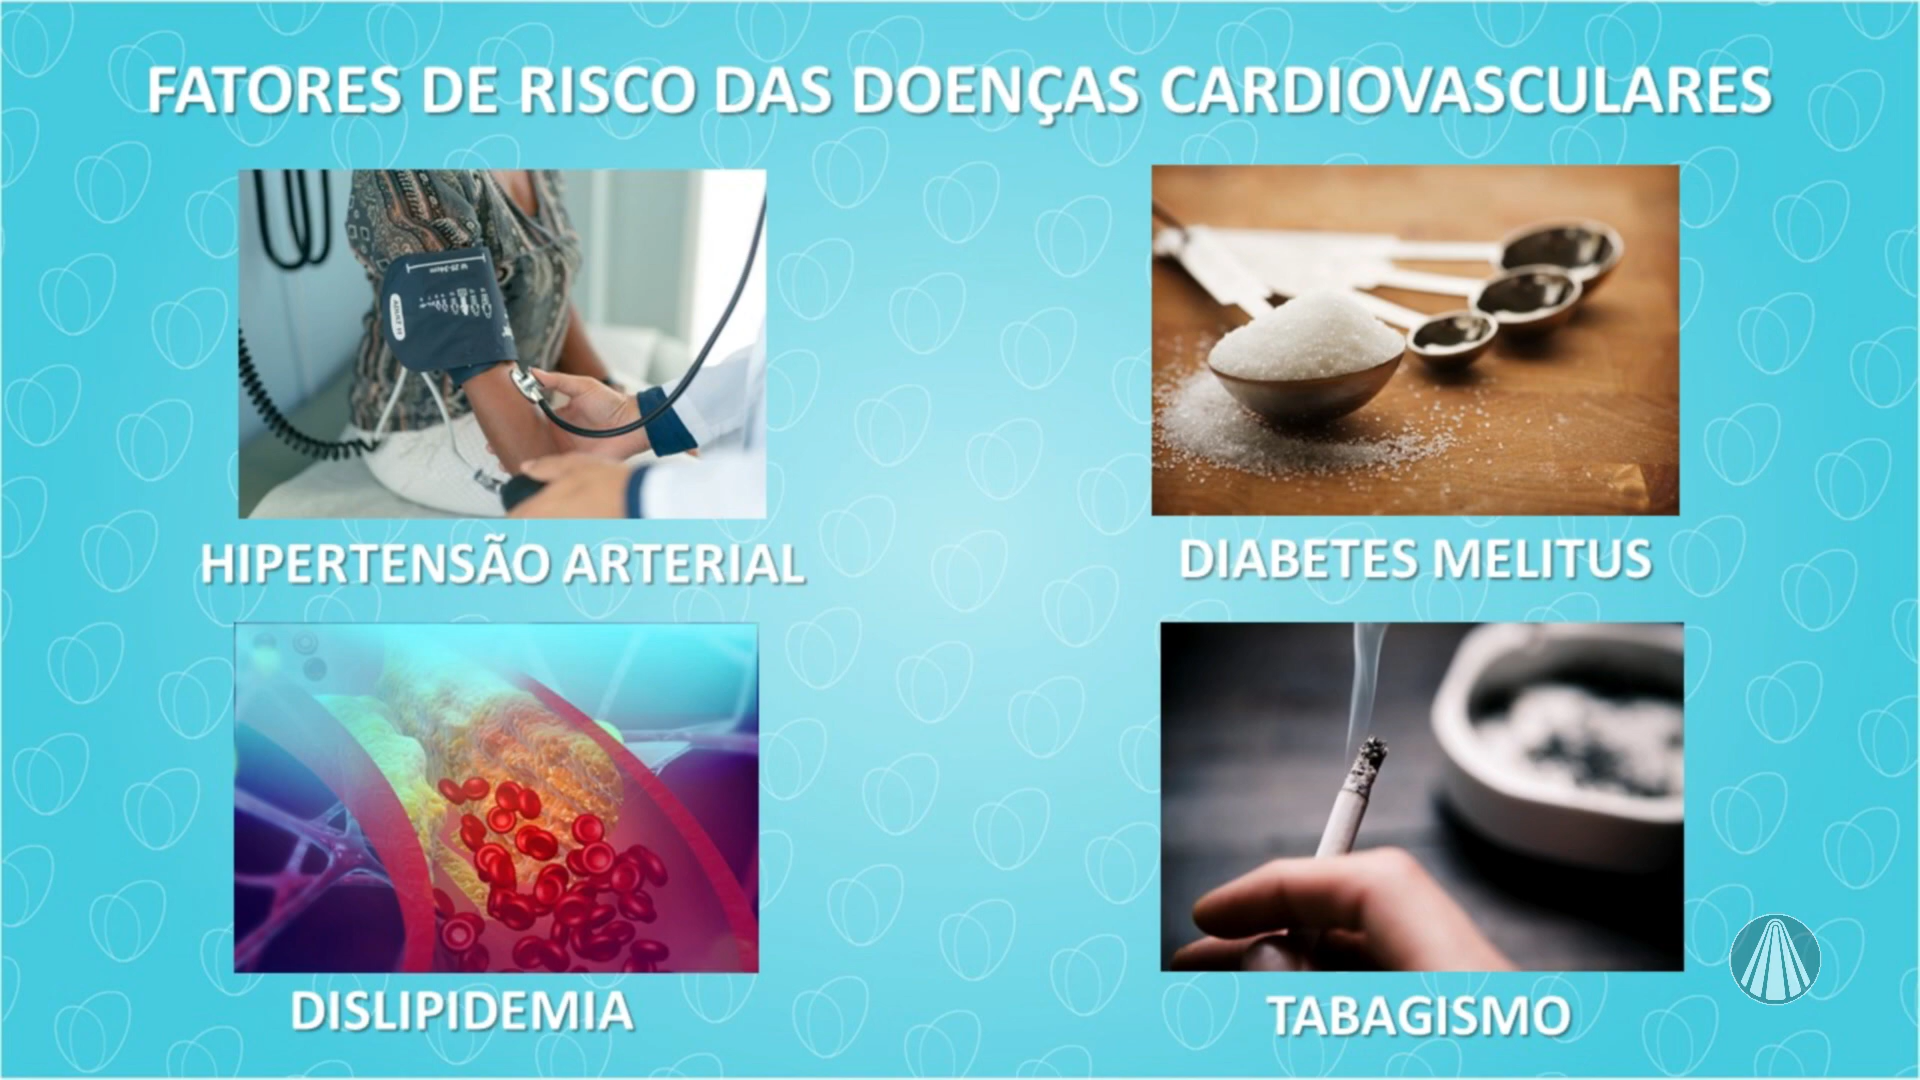 FATORES DE RISCO DAS DOENÇAS CARDIOVASCULARES
HIPERTENSÃO ARTERIAL
DIABETES MELITUS
DISLIPIDEMIA
TABAGISMO